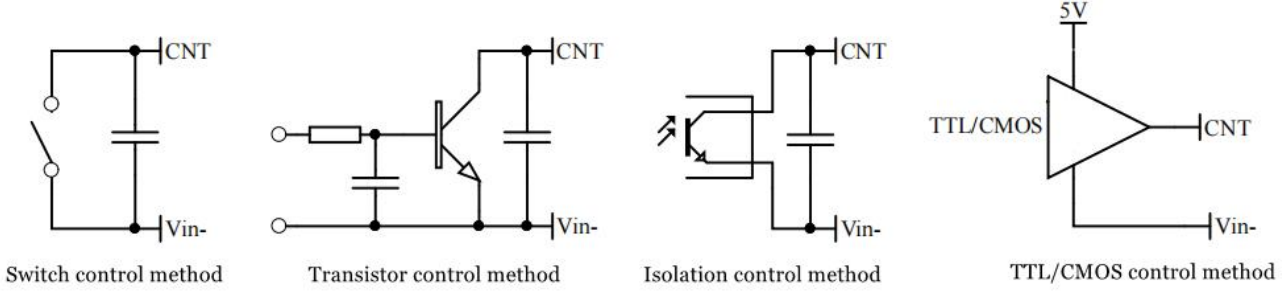 5V
CNT
CNT
CNT
TTL/CMOS
CNT
Vin-
Vin-
Vin-
Vin-
Switch control method
Transistor control method
Isolation control method
TTL/CMOS control method